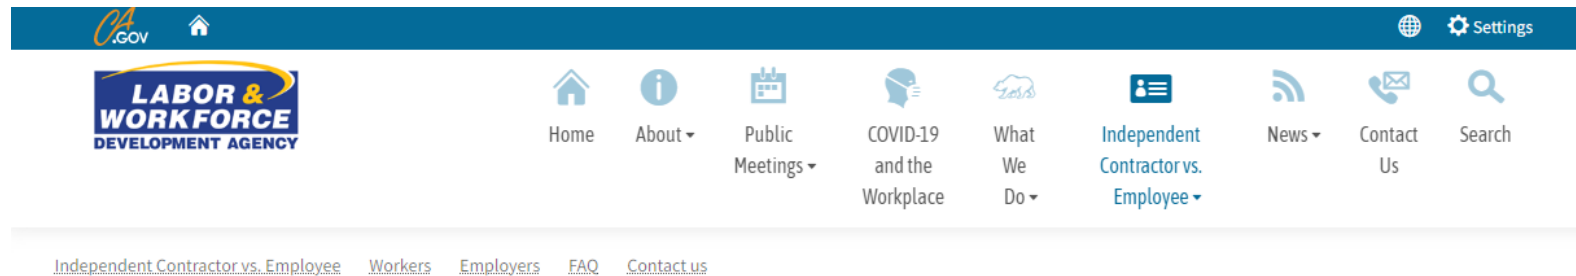 CA.GOV
Settings
LABOR &
WORKFORCE
DEVELOPMENT AGENCY
Home
About
Public
Meetings
COVID-19
and the
Workplace
What
We
Do
Independent
Contractor vs.
Employee
News
Contact
Us
Search
Independent Contractor vs. Employee Workers Employers FAQ Contact us